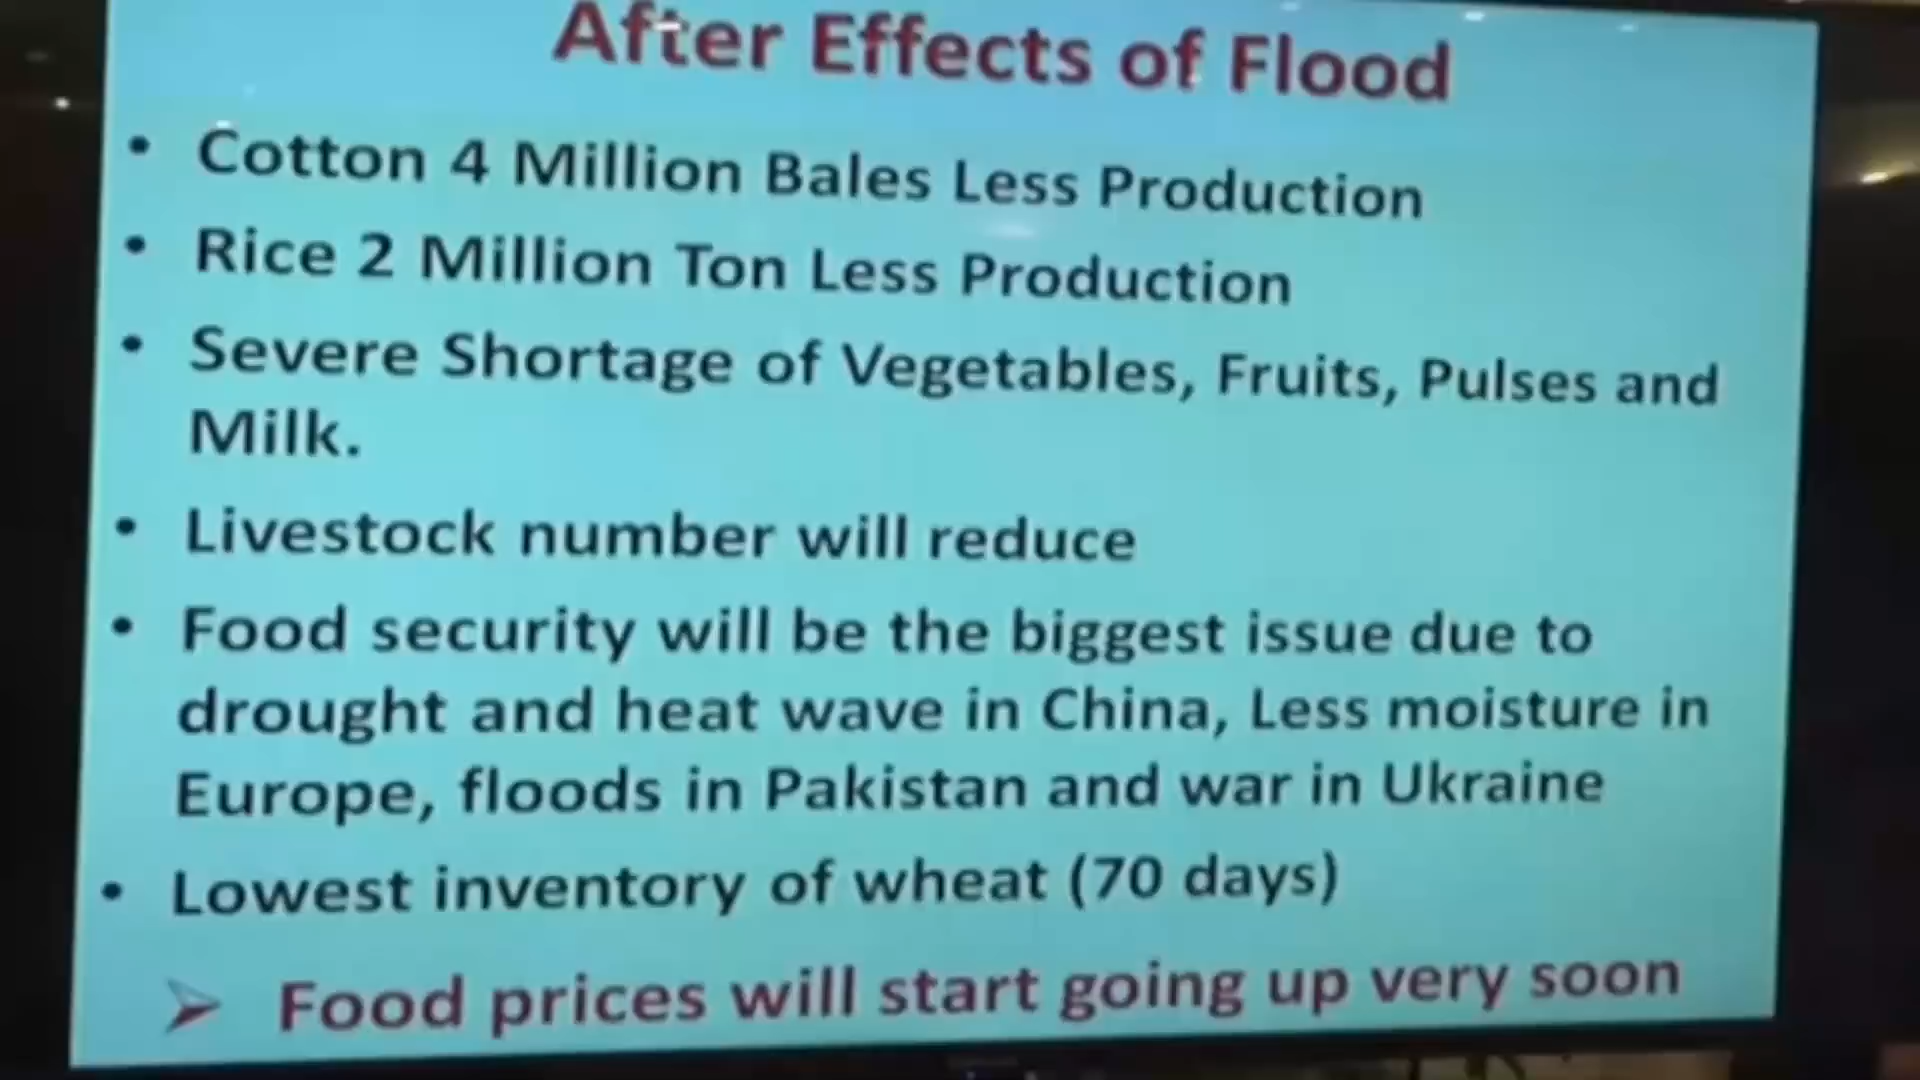 After Effects of Flood
• Cotton 4 Million Bales Less Production
• Rice 2 Million Ton Less Production
• Severe Shortage of Vegetables, Fruits, Pulses and
Milk.
• Livestock number will reduce
• Food security will be the biggest issue due to
drought and heat wave in China, Less moisture in
Europe, floods in Pakistan and war in Ukraine
• Lowest inventory of wheat (70 days)
➢ Food prices will start going up very soon